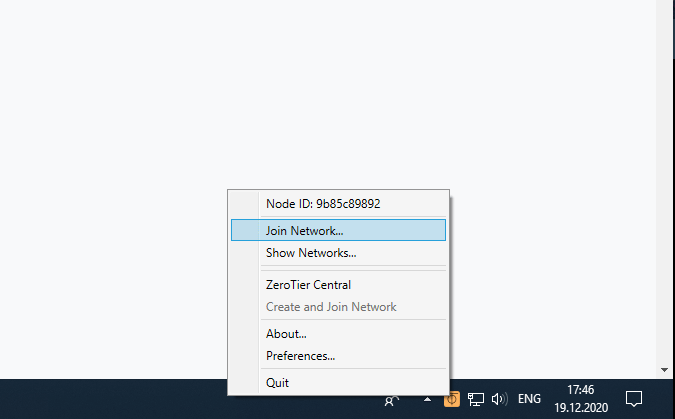 Node ID: 9b85c89892
Join Network...
Show Networks...
ZeroTier Central
Create and Join Network
About...
Preferences...
Quit
ENG
17:46
19.12.2020